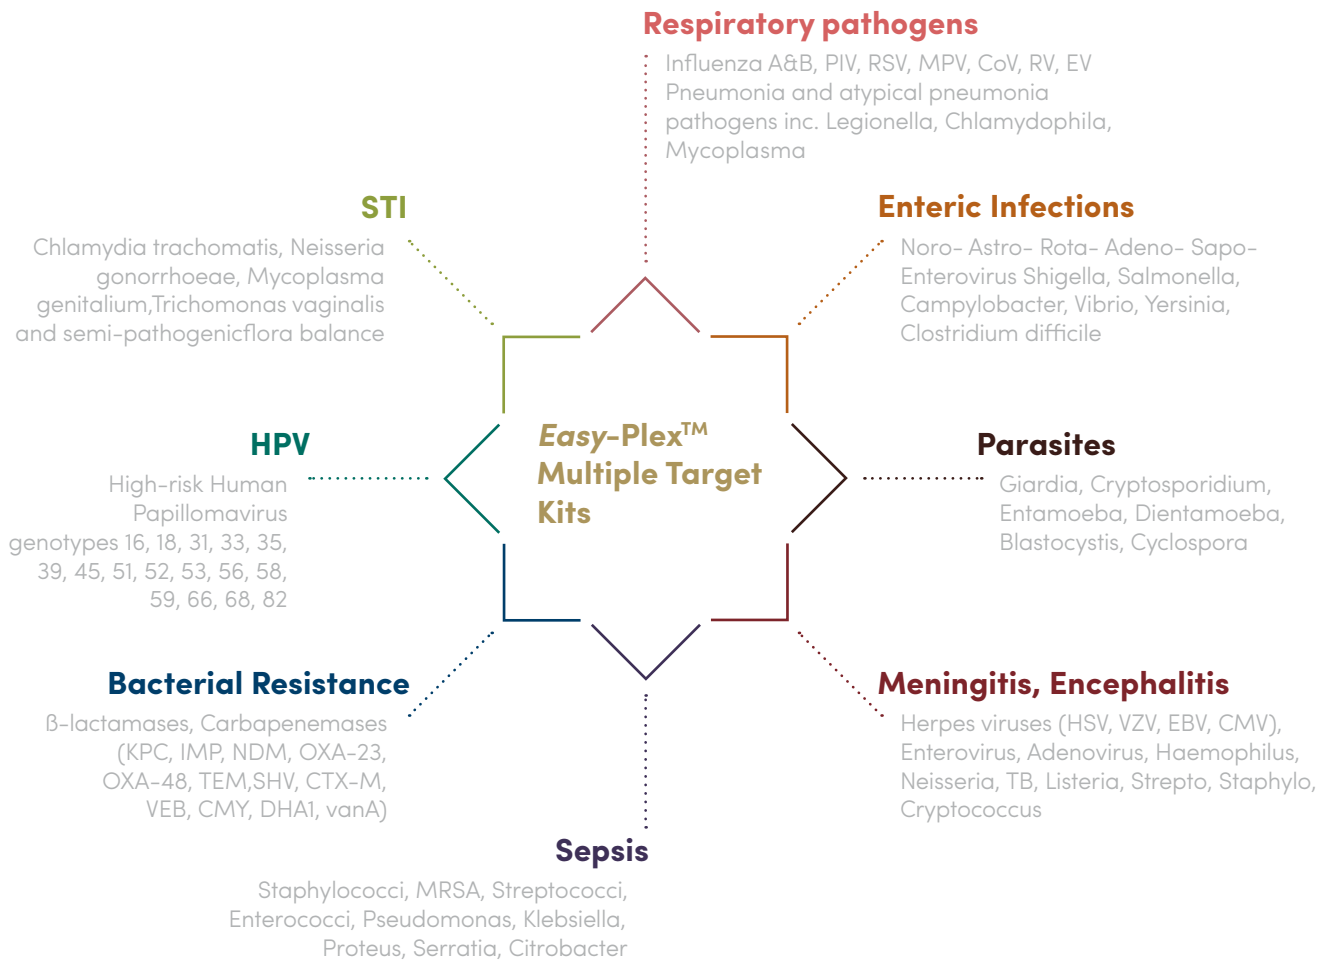 Respiratory pathogens
Influenza A&B, PIV, RSV, MPV, CoV, RV, EV
Pneumonia and atypical pneumonia
pathogens inc. Legionella, Chlamydophila,
Mycoplasma
STI
Chlamydia trachomatis, Neisseria
gonorrhoeae, Mycoplasma
genitalium,Trichomonas vaginalis
and semi-pathogenicflora balance
Enteric Infections
Noro- Astro- Rota- Adeno- Sapo-
Enterovirus Shigella, Salmonella,
Campylobacter, Vibrio, Yersinia,
Clostridium difficile
HPV
High-risk Human
Papillomavirus
genotypes 16, 18, 31, 33, 35,
39, 45, 51, 52, 53, 56, 58,
59, 66, 68, 82
Easy-Plex™
Multiple Target
Kits
Parasites
Giardia, Cryptosporidium,
Entamoeba, Dientamoeba,
Blastocystis, Cyclospora
Bacterial Resistance
ß-lactamases, Carbapenemases
(KPC, IMP, NDM, OXA-23,
OXA-48, TEM,SHV, CTX-M,
VEB, CMY, DHA1, vanA)
Meningitis, Encephalitis
Herpes viruses (HSV, VZV, EBV, CMV),
Enterovirus, Adenovirus, Haemophilus,
Neisseria, TB, Listeria, Strepto, Staphylo,
Cryptococcus
Sepsis
Staphylococci, MRSA, Streptococci,
Enterococci, Pseudomonas, Klebsiella,
Proteus, Serratia, Citrobacter